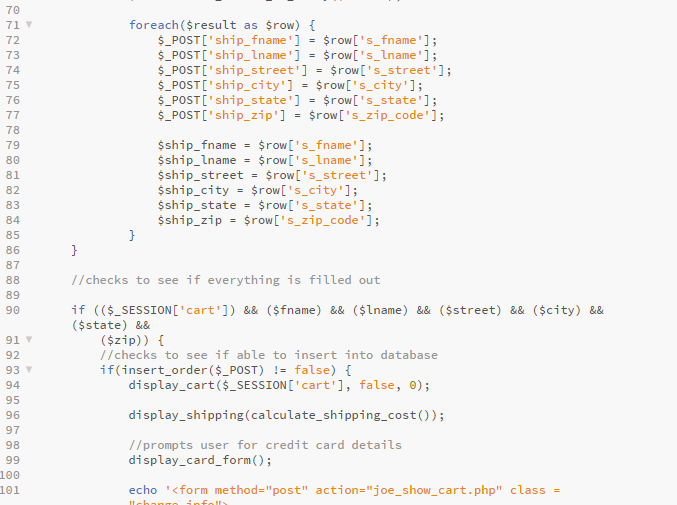 70
71 foreach($result as $row) {
72 $_POST['ship_fname'] = $row['s_fname'];
73 $_POST['ship_lname'] = $row['s_lname'];
74 $_POST['ship_street'] = $row['s_street'];
75 $_POST['ship_city'] = $row['s_city'];
76 $_POST['ship_state'] = $row['s_state'];
77 $_POST['ship_zip'] = $row['s_zip_code'];
78
79 $ship_fname = $row['s_fname'];
80 $ship_lname = $row['s_lname'];
81 $ship_street = $row['s_street'];
82 $ship_city = $row['s_city'];
83 $ship_state = $row['s_state'];
84 $ship_zip = $row['s_zip_code'];
85 }
86 }
87
88 //checks to see if everything is filled out
89
90 if (($_SESSION['cart']) && ($fname) && ($lname) && ($street) && ($city) &&
($state) &&
91 ($zip)) {
92 //checks to see if able to insert into database
93 if(insert_order($_POST) != false) {
94 display_cart($_SESSION['cart'], false, 0);
95
96 display_shipping(calculate_shipping_cost());
97
98 //prompts user for credit card details
99 display_card_form();
100
101 echo '<form method="post" action="joe_show_cart.php" class =
"change_info">